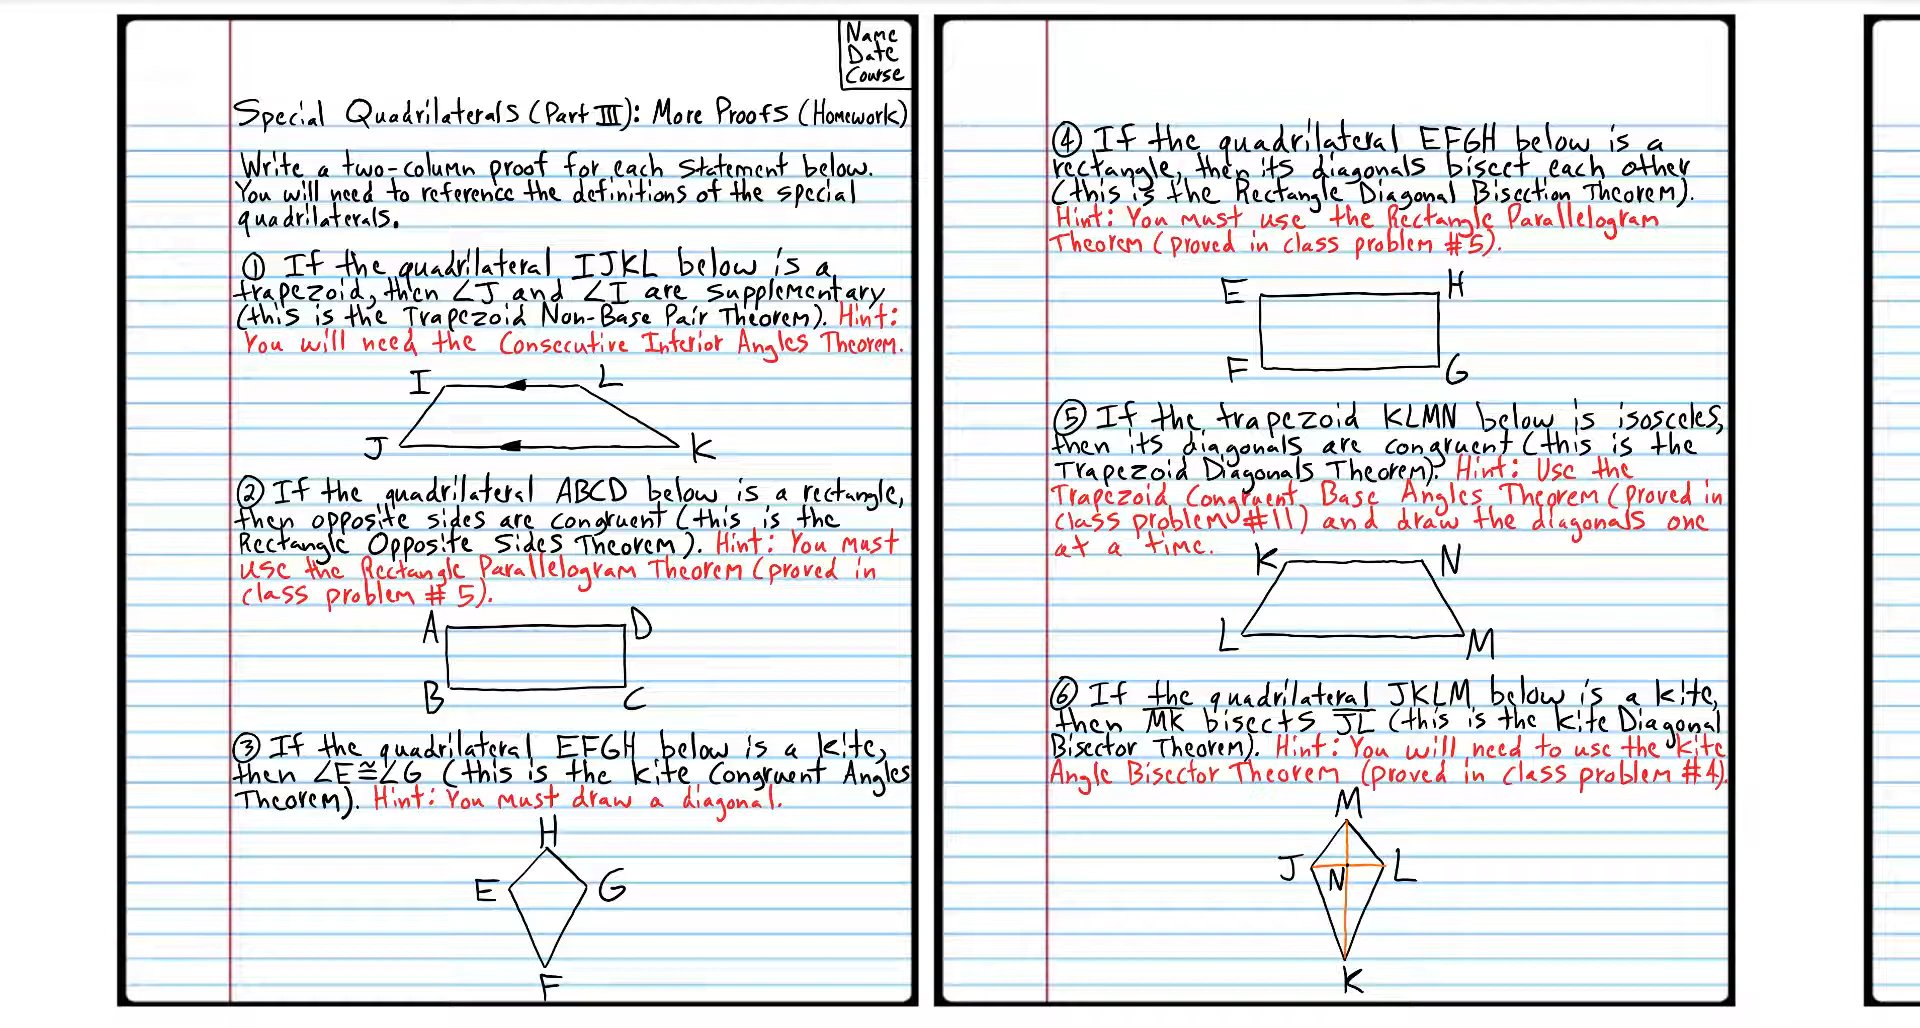 Name
Date
Course
Special Quadrilaterals (Part III): More Proofs (Homework)
Write a two-column proof for each statement below.
You will need to reference the definitions of the special
quadrilaterals.
① If the quadrilateral IJKL below is a
trapezoid, then ∠J and ∠I are supplementary
(this is the Trapezoid Non-Base Pair Theorem). Hint:
You will need the Consecutive Interior Angles Theorem.
I L
J K
② If the quadrilateral ABCD below is a rectangle,
then opposite sides are congruent (this is the
Rectangle Opposite Sides Theorem). Hint: You must
use the Rectangle Parallelogram Theorem (proved in
class problem #5).
A D
B C
③ If the quadrilateral EFGH below is a kite,
then ∠E≅∠G (this is the kite Congruent Angles
Theorem). Hint: You must draw a diagonal.
H
E G
F
④ If the quadrilateral EFGH below is a
rectangle, then its diagonals bisect each other
(this is the Rectangle Diagonal Bisection Theorem).
Hint: You must use the Rectangle Parallelogram
Theorem (proved in class problem #5).
E H
F G
⑤ If the trapezoid KLMN below is isosceles,
then its diagonals are congruent (this is the
Trapezoid Diagonals Theorem). Hint: Use the
Trapezoid Congruent Base Angles Theorem (proved in
class problem #11) and draw the diagonals one
at a time.
K N
L M
⑥ If the quadrilateral JKLM below is a kite,
then M̅K̅ bisects J̅L̅ (this is the kite Diagonal
Bisector Theorem). Hint: You will need to use the kite
Angle Bisector Theorem (proved in class problem #4).
M
J N L
K